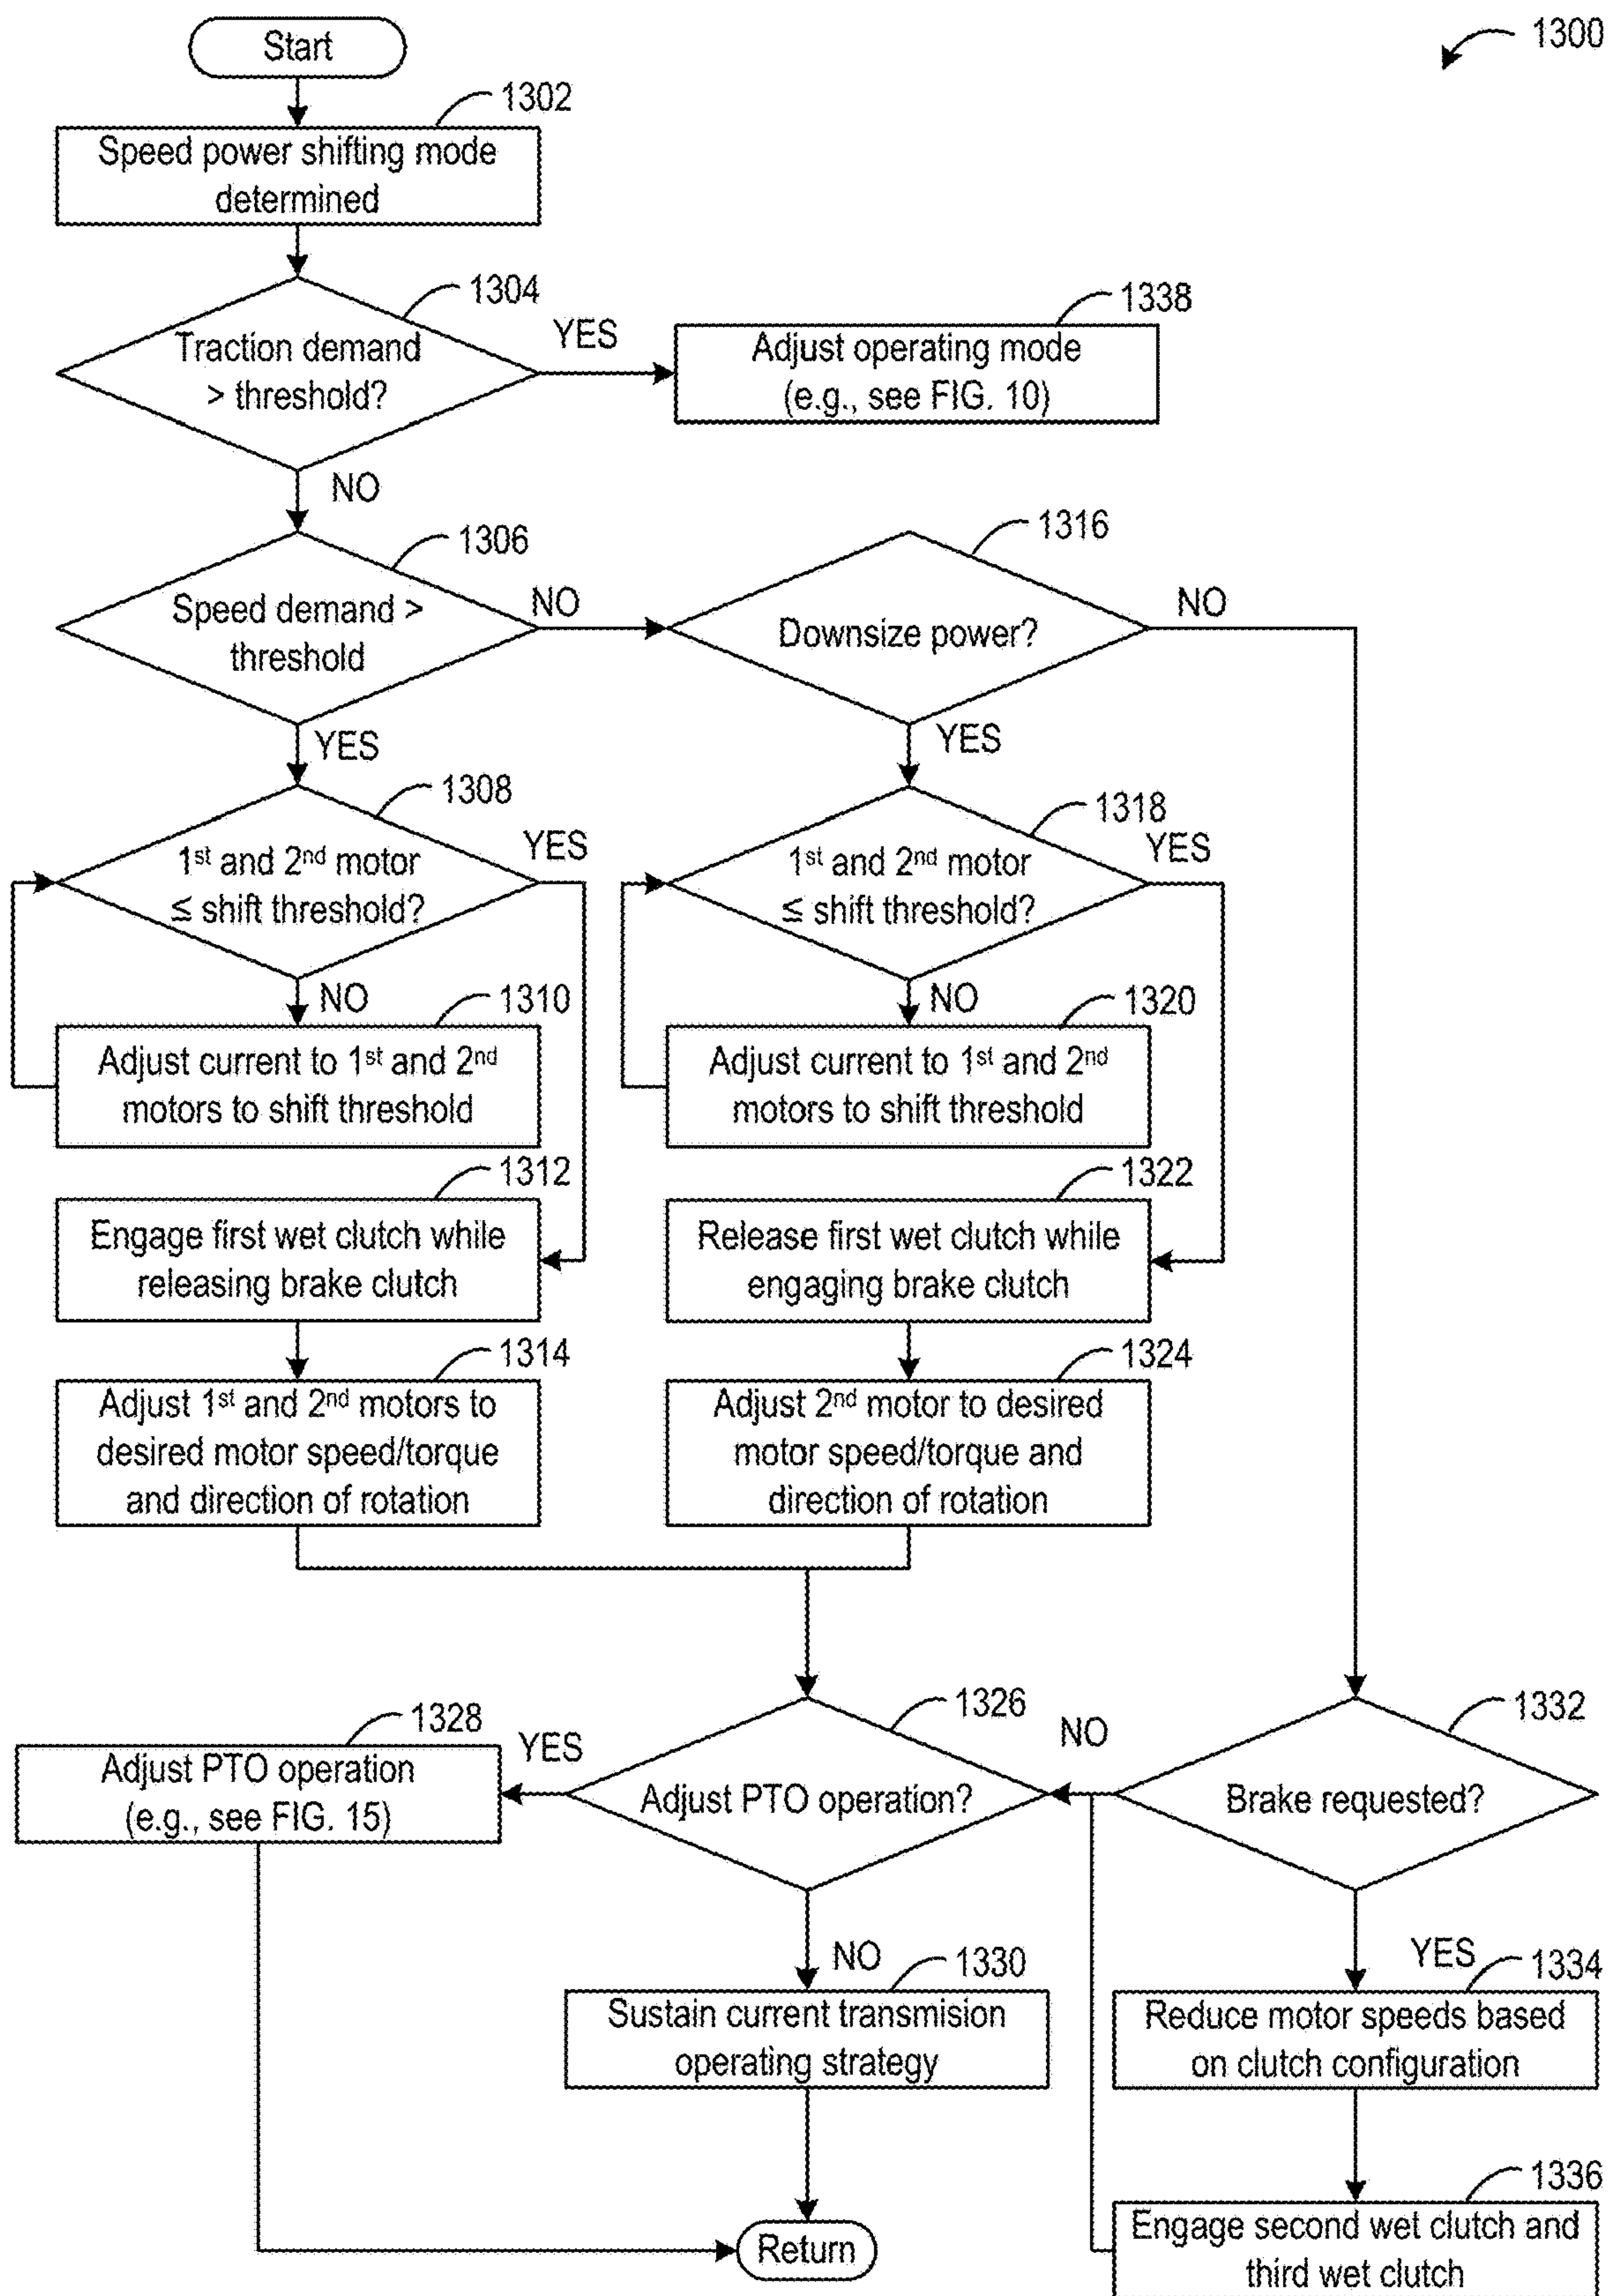 1300
Start
1302
Speed power shifting mode
determined
1304
Traction demand
> threshold?
YES
1338
Adjust operating mode
(e.g., see FIG. 10)
NO
1306
Speed demand >
threshold
NO
1316
Downsize power?
NO
YES
YES
1308
1st and 2nd motor
≤ shift threshold?
YES
1318
1st and 2nd motor
≤ shift threshold?
YES
NO
1310
Adjust current to 1st and 2nd
motors to shift threshold
NO
1320
Adjust current to 1st and 2nd
motors to shift threshold
1312
Engage first wet clutch while
releasing brake clutch
1322
Release first wet clutch while
engaging brake clutch
1314
Adjust 1st and 2nd motors to
desired motor speed/torque
and direction of rotation
1324
Adjust 2nd motor to desired
motor speed/torque and
direction of rotation
1328
Adjust PTO operation
(e.g., see FIG. 15)
YES
1326
Adjust PTO operation?
NO
1332
Brake requested?
NO
1330
Sustain current transmision
operating strategy
YES
1334
Reduce motor speeds based
on clutch configuration
1336
Engage second wet clutch and
third wet clutch
Return